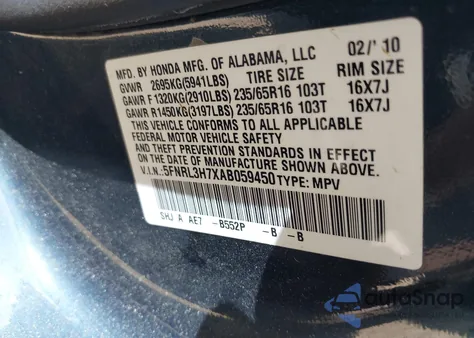 MFD. BY HONDA MFG. OF ALABAMA, LLC 02/'10
GVWR 2695KG(5941LBS) TIRE SIZE RIM SIZE
GAWR F 1320KG(2910LBS) 235/65R16 103T 16X7J
GAWR R1450KG(3197LBS) 235/65R16 103T 16X7J
THIS VEHICLE CONFORMS TO ALL APPLICABLE
FEDERAL MOTOR VEHICLE SAFETY AND THEFT
PREVENTION STANDARDS IN EFFECT ON THE
DATE OF MANUFACTURE SHOWN ABOVE.
V.I.N.:5FNRL3H7XAB059450 TYPE: MPV
SHJ A AE7 -B552P -B -B
AutoSnap